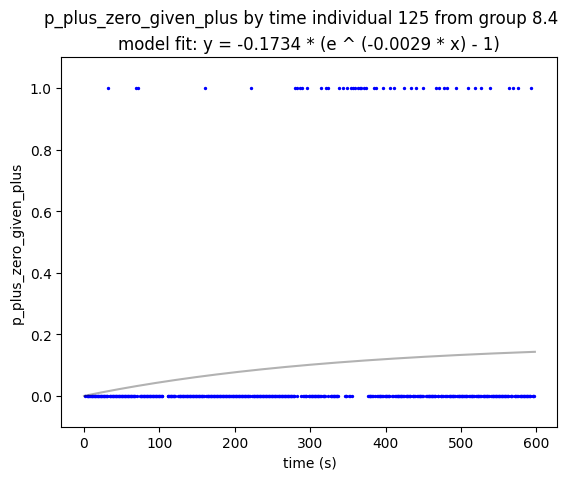 p_plus_zero_given_plus by time individual 125 from group 8.4
model fit: y = -0.1734 * (e ^ (-0.0029 * x) - 1)
p_plus_zero_given_plus
1.0
0.8
0.6
0.4
0.2
0.0
0 100 200 300 400 500 600
time (s)